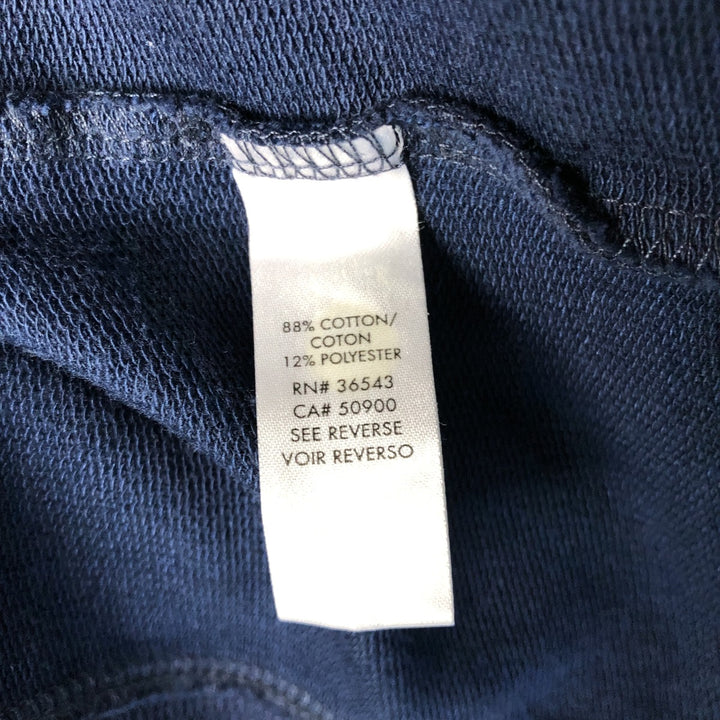 88% COTTON/
COTON
12% POLYESTER
RN# 36543
CA# 50900
SEE REVERSE
VOIR REVERSO